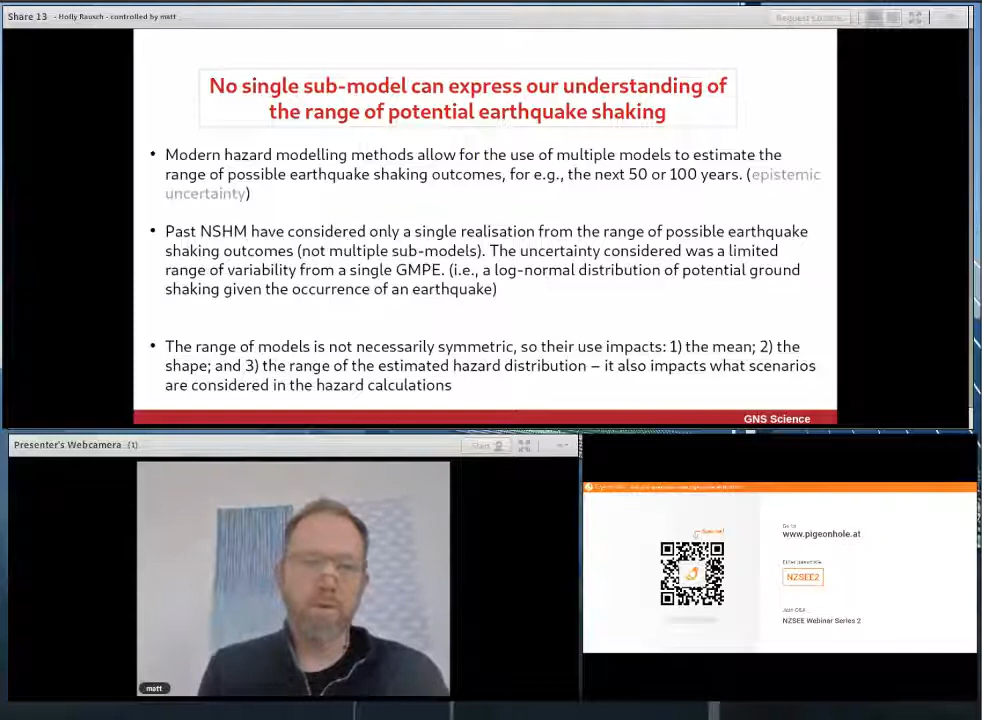 Share 13 - Holly Rausch - controlled by matt
No single sub-model can express our understanding of
the range of potential earthquake shaking
• Modern hazard modelling methods allow for the use of multiple models to estimate the
range of possible earthquake shaking outcomes, for e.g., the next 50 or 100 years. (epistemic
uncertainty)
• Past NSHM have considered only a single realisation from the range of possible earthquake
shaking outcomes (not multiple sub-models). The uncertainty considered was a limited
range of variability from a single GMPE. (i.e., a log-normal distribution of potential ground
shaking given the occurrence of an earthquake)
• The range of models is not necessarily symmetric, so their use impacts: 1) the mean; 2) the
shape; and 3) the range of the estimated hazard distribution – it also impacts what scenarios
are considered in the hazard calculations
GNS Science
Presenter's Webcamera (1)
matt
Go to
www.pigeonhole.at
Enter passcode
NZSEE2
Join Q&A
NZSEE Webinar Series 2